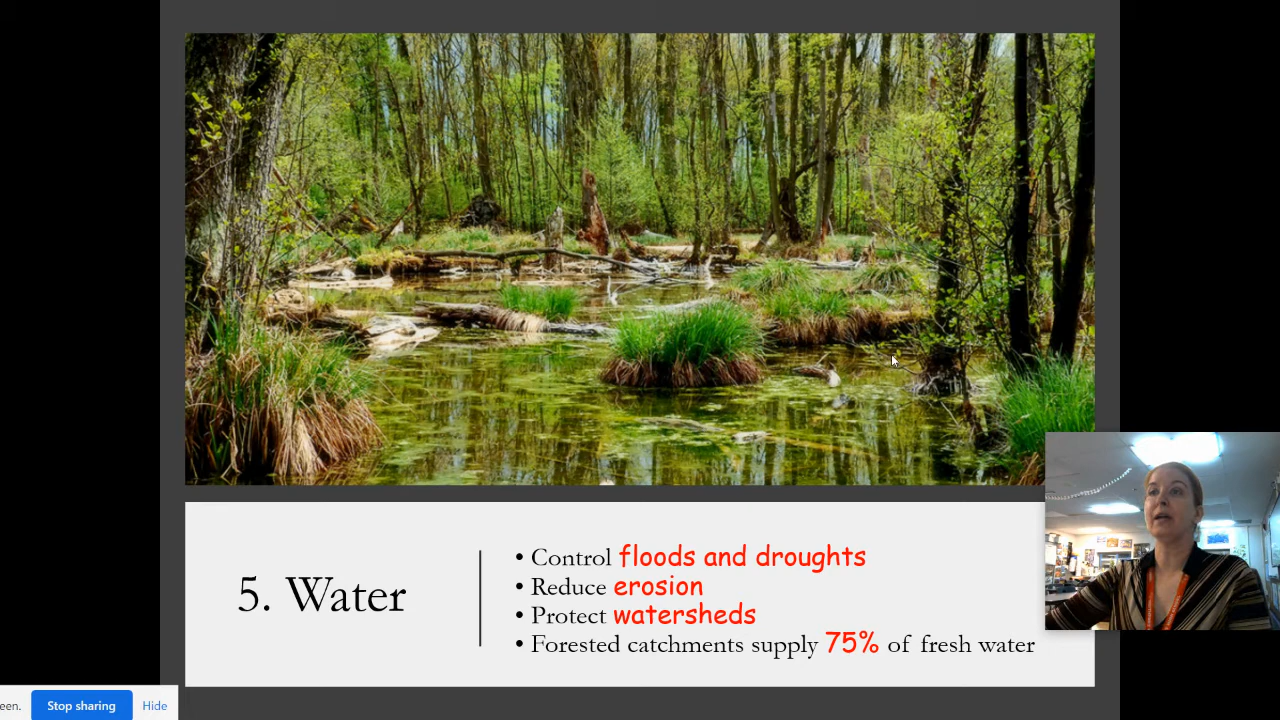 5. Water
• Control floods and droughts
• Reduce erosion
• Protect watersheds
• Forested catchments supply 75% of fresh water
een.
Stop sharing
Hide